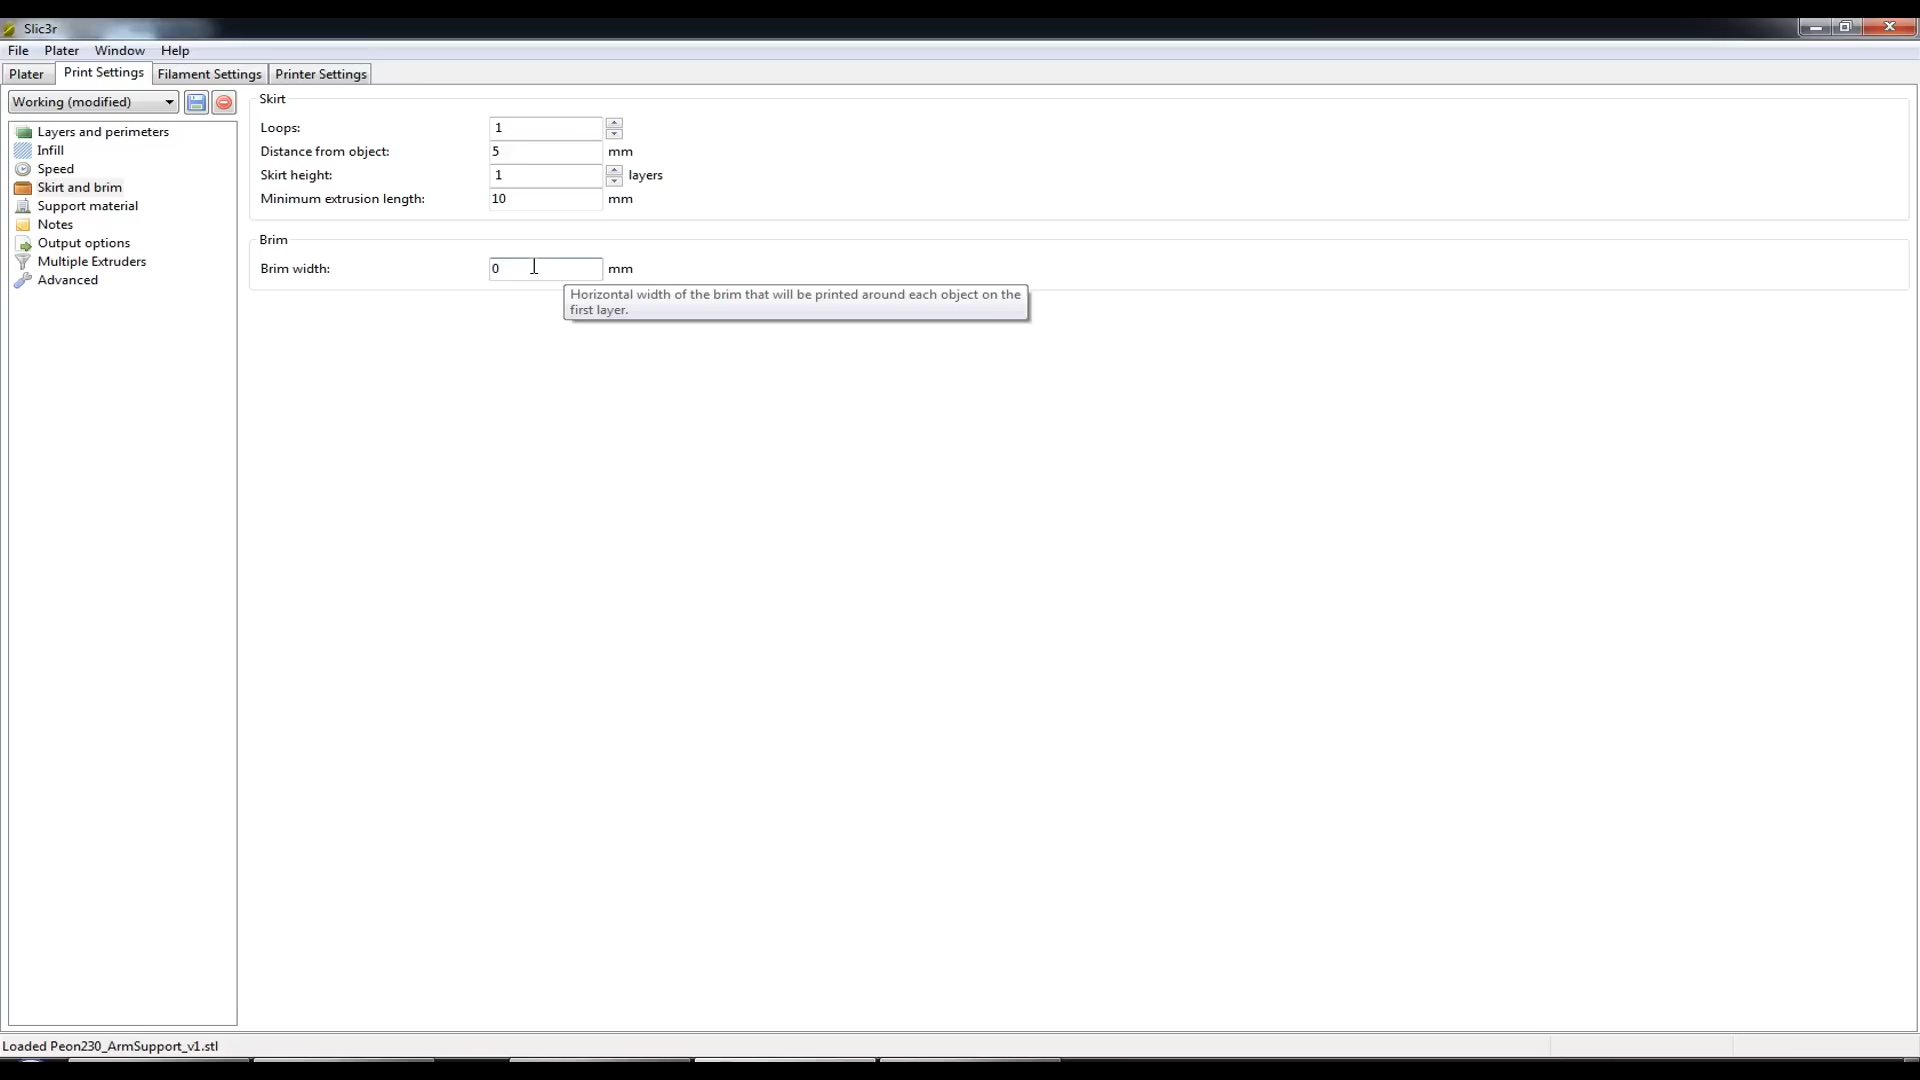 Slic3r
File Plater Window Help
Plater Print Settings Filament Settings Printer Settings
Working (modified)
Layers and perimeters
Infill
Speed
Skirt and brim
Support material
Notes
Output options
Multiple Extruders
Advanced
Skirt
Loops: 1
Distance from object: 5 mm
Skirt height: 1 layers
Minimum extrusion length: 10 mm
Brim
Brim width: 0 mm
Horizontal width of the brim that will be printed around each object on the
first layer.
Loaded Peon230_ArmSupport_v1.stl